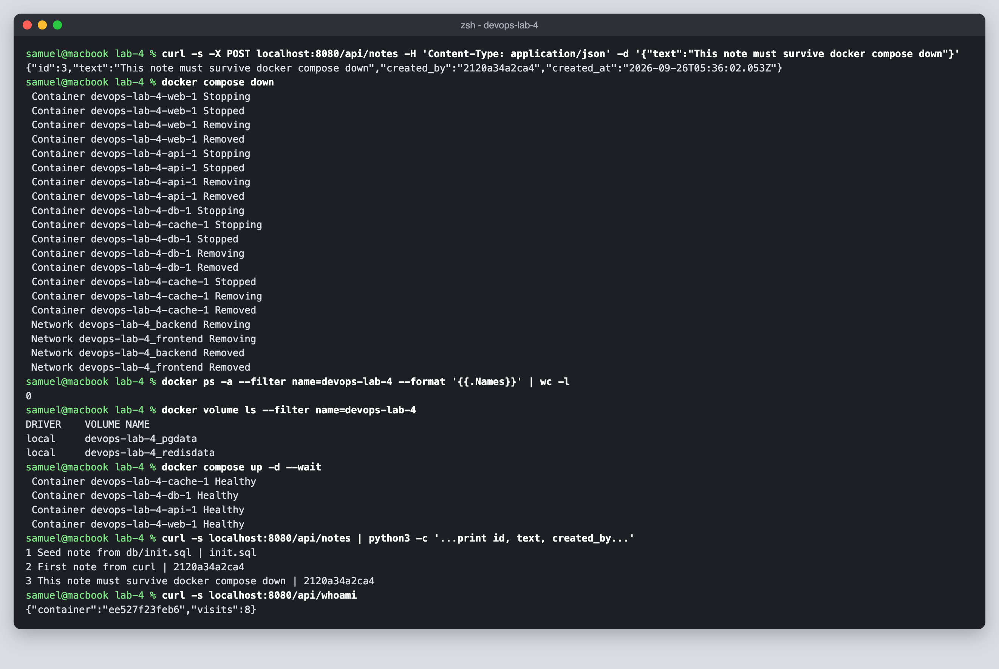 zsh - devops-lab-4
samuel@macbook lab-4 % curl -s -X POST localhost:8080/api/notes -H 'Content-Type: application/json' -d '{"text":"This note must survive docker compose down"}'
{"id":3,"text":"This note must survive docker compose down","created_by":"2120a34a2ca4","created_at":"2026-09-26T05:36:02.053Z"}
samuel@macbook lab-4 % docker compose down
 Container devops-lab-4-web-1 Stopping
 Container devops-lab-4-web-1 Stopped
 Container devops-lab-4-web-1 Removing
 Container devops-lab-4-web-1 Removed
 Container devops-lab-4-api-1 Stopping
 Container devops-lab-4-api-1 Stopped
 Container devops-lab-4-api-1 Removing
 Container devops-lab-4-api-1 Removed
 Container devops-lab-4-db-1 Stopping
 Container devops-lab-4-cache-1 Stopping
 Container devops-lab-4-db-1 Stopped
 Container devops-lab-4-db-1 Removing
 Container devops-lab-4-db-1 Removed
 Container devops-lab-4-cache-1 Stopped
 Container devops-lab-4-cache-1 Removing
 Container devops-lab-4-cache-1 Removed
 Network devops-lab-4_backend Removing
 Network devops-lab-4_frontend Removing
 Network devops-lab-4_backend Removed
 Network devops-lab-4_frontend Removed
samuel@macbook lab-4 % docker ps -a --filter name=devops-lab-4 --format '{{.Names}}' | wc -l
0
samuel@macbook lab-4 % docker volume ls --filter name=devops-lab-4
DRIVER    VOLUME NAME
local     devops-lab-4_pgdata
local     devops-lab-4_redisdata
samuel@macbook lab-4 % docker compose up -d --wait
 Container devops-lab-4-cache-1 Healthy
 Container devops-lab-4-db-1 Healthy
 Container devops-lab-4-api-1 Healthy
 Container devops-lab-4-web-1 Healthy
samuel@macbook lab-4 % curl -s localhost:8080/api/notes | python3 -c '...print id, text, created_by...'
1 Seed note from db/init.sql | init.sql
2 First note from curl | 2120a34a2ca4
3 This note must survive docker compose down | 2120a34a2ca4
samuel@macbook lab-4 % curl -s localhost:8080/api/whoami
{"container":"ee527f23feb6","visits":8}